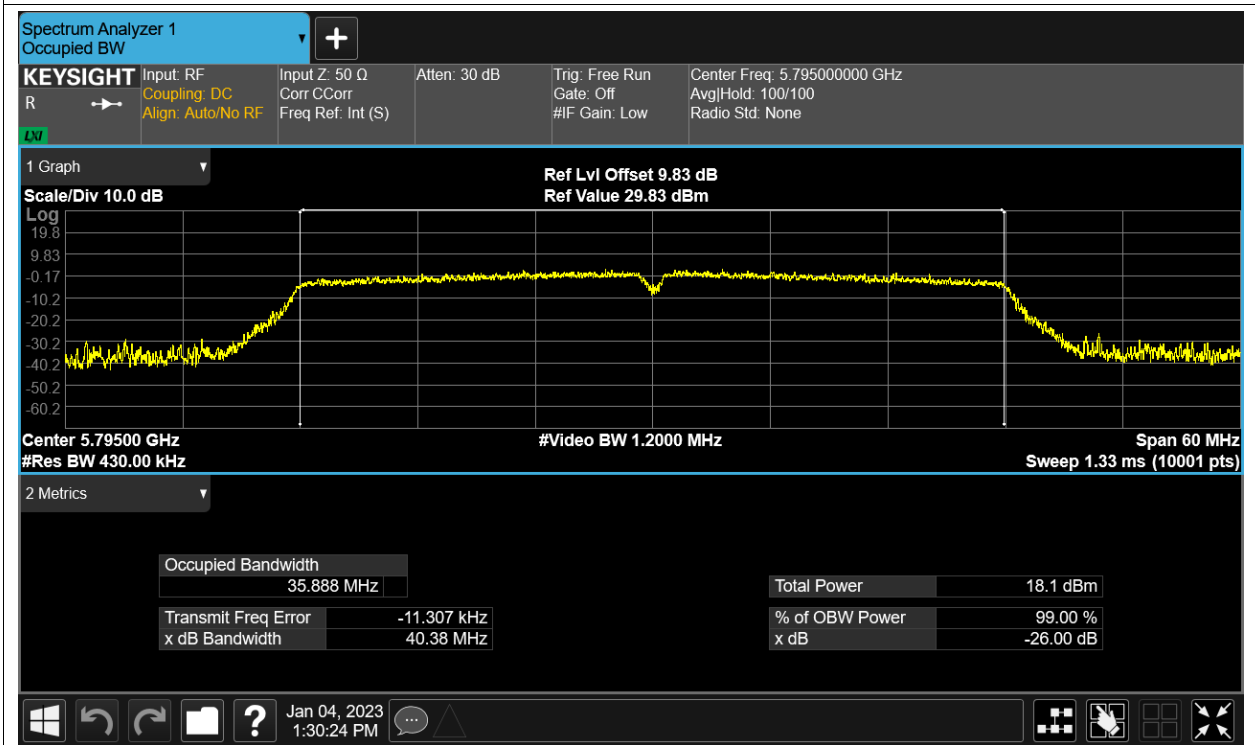 Spectrum Analyzer 1
Occupied BW
KEYSIGHT
R
LXI
Input: RF
Coupling: DC
Align: Auto/No RF
Input Z: 50 Ω
Corr CCorr
Freq Ref: Int (S)
Atten: 30 dB
Trig: Free Run
Gate: Off
#IF Gain: Low
Center Freq: 5.795000000 GHz
Avg|Hold: 100/100
Radio Std: None
1 Graph
Scale/Div 10.0 dB
Ref Lvl Offset 9.83 dB
Ref Value 29.83 dBm
Log
19.8
9.83
-0.17
-10.2
-20.2
-30.2
-40.2
-50.2
-60.2
Center 5.79500 GHz
#Video BW 1.2000 MHz
Span 60 MHz
#Res BW 430.00 kHz
Sweep 1.33 ms (10001 pts)
2 Metrics
Occupied Bandwidth
35.888 MHz
Total Power 18.1 dBm
Transmit Freq Error -11.307 kHz
% of OBW Power 99.00 %
x dB Bandwidth 40.38 MHz
x dB -26.00 dB
?
Jan 04, 2023
1:30:24 PM